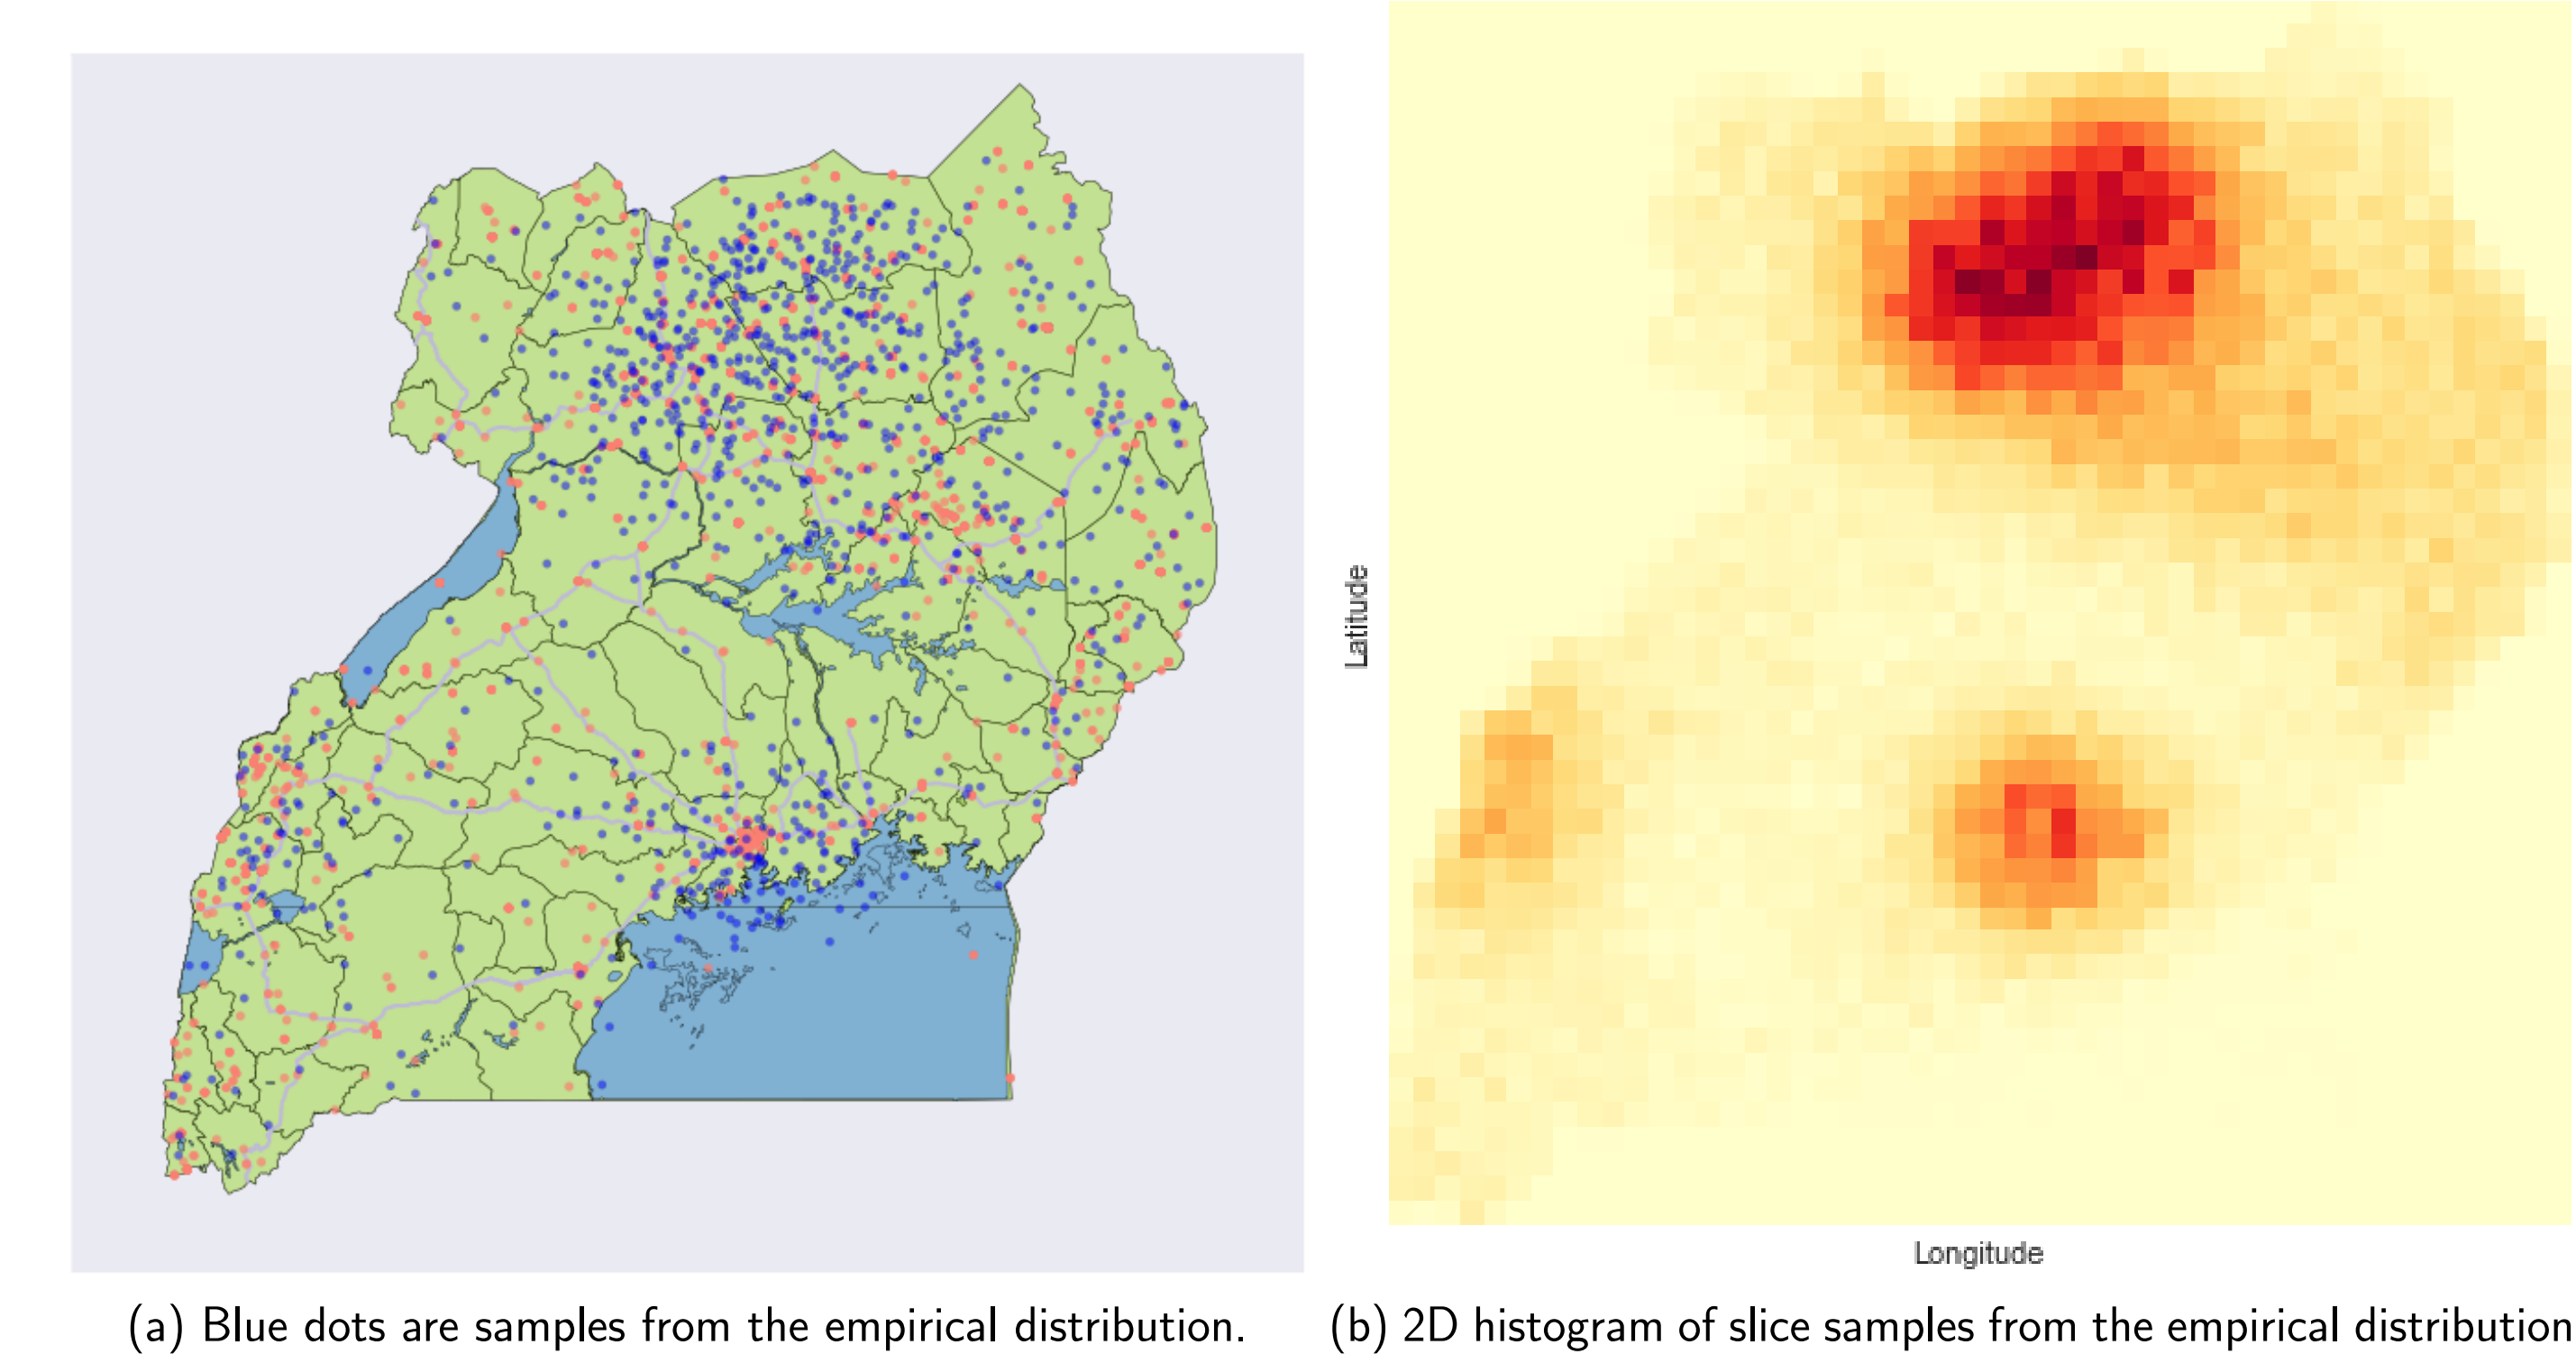 Latitude
Longitude
(a) Blue dots are samples from the empirical distribution.
(b) 2D histogram of slice samples from the empirical distribution